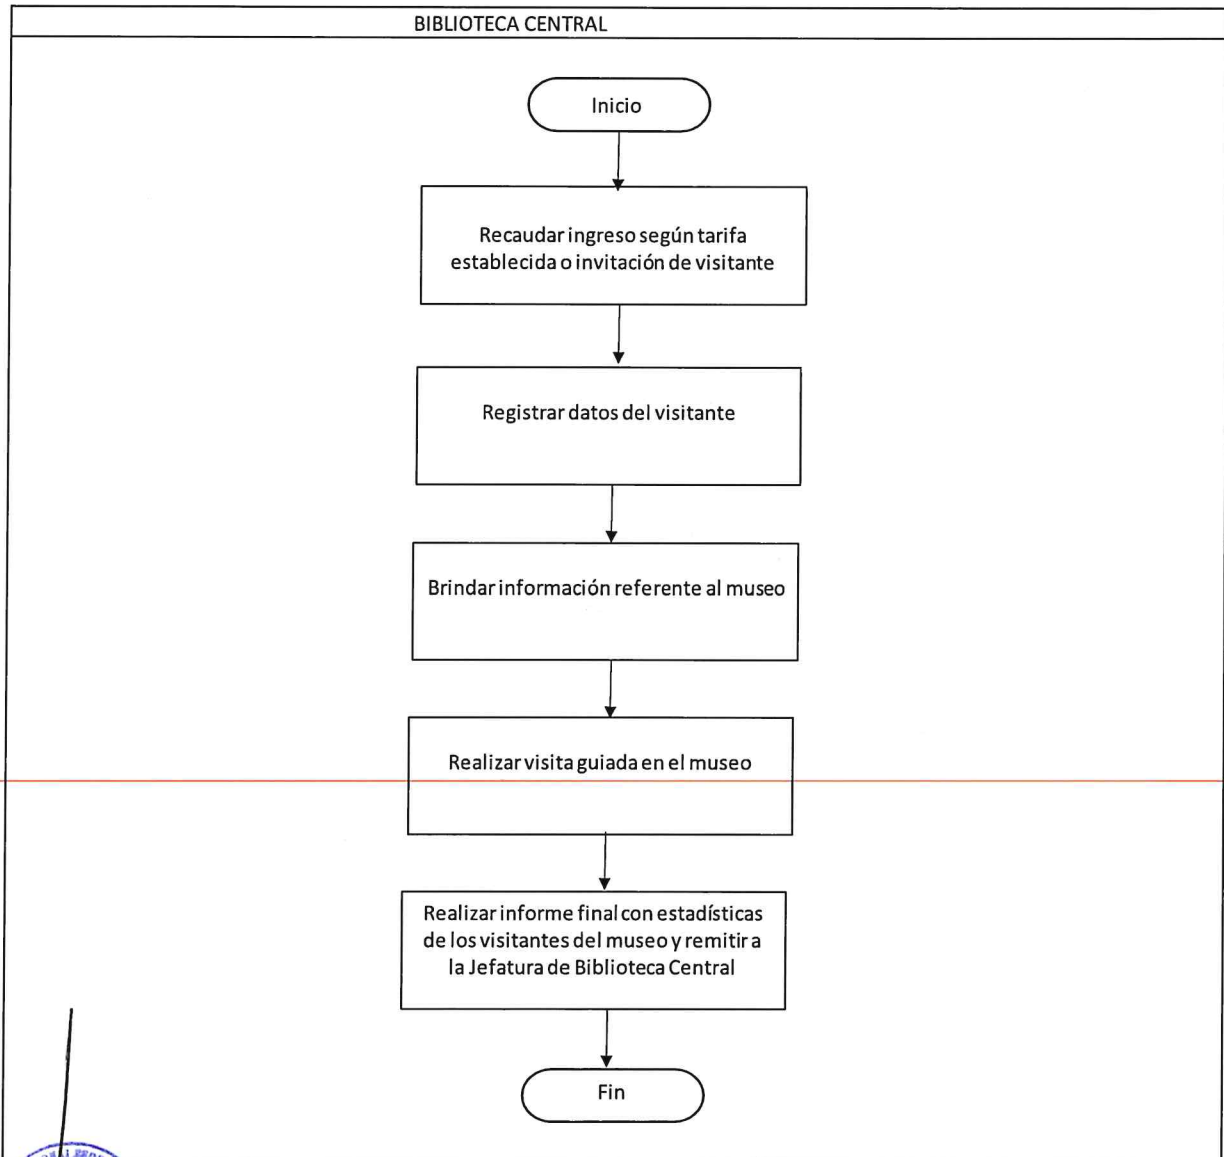 BIBLIOTECA CENTRAL
Inicio
Recaudar ingreso según tarifa
establecida o invitación de visitante
Registrar datos del visitante
Brindar información referente al museo
Realizar visita guiada en el museo
Realizar informe final con estadísticas
de los visitantes del museo y remitir a
la Jefatura de Biblioteca Central
Fin